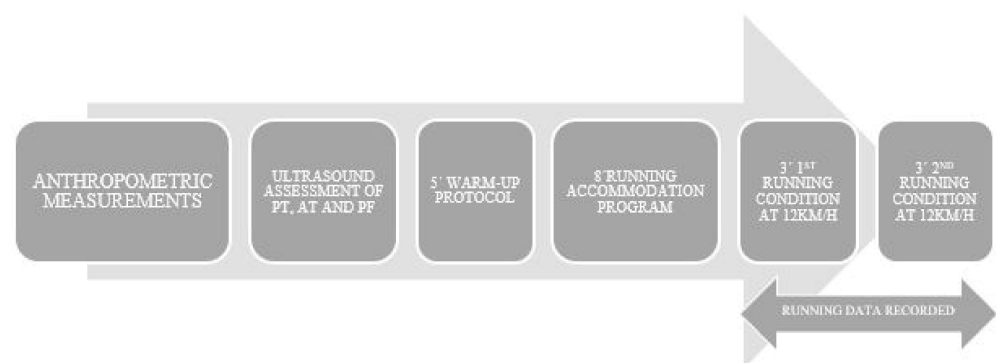 ANTHROPOMETRIC
MEASUREMENTS
ULTRASOUND
ASSESSMENT OF
PT, AT AND PF
5´ WARM-UP
PROTOCOL
8´RUNNING
ACCOMMODATION
PROGRAM
3´ 1ST
RUNNING
CONDITION
AT 12KM/H
3´ 2ND
RUNNING
CONDITION
AT 12KM/H
RUNNING DATA RECORDED